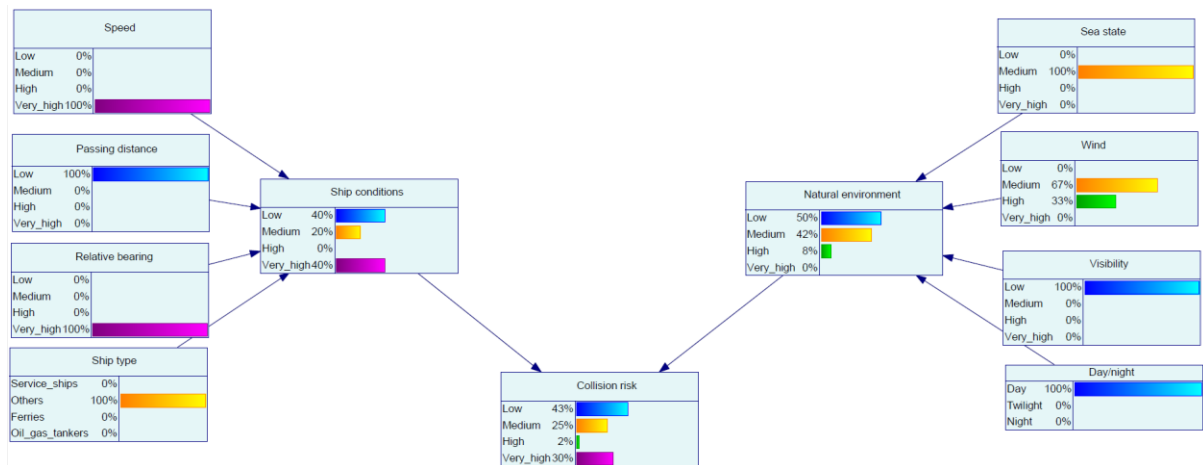 Speed
Low 0%
Medium 0%
High 0%
Very_high 100%
Passing distance
Low 100%
Medium 0%
High 0%
Very_high 0%
Relative bearing
Low 0%
Medium 0%
High 0%
Very_high 100%
Ship type
Service_ships 0%
Others 100%
Ferries 0%
Oil_gas_tankers 0%
Ship conditions
Low 40%
Medium 20%
High 0%
Very_high 40%
Collision risk
Low 43%
Medium 25%
High 2%
Very_high 30%
Natural environment
Low 50%
Medium 42%
High 8%
Very_high 0%
Sea state
Low 0%
Medium 100%
High 0%
Very_high 0%
Wind
Low 0%
Medium 67%
High 33%
Very_high 0%
Visibility
Low 100%
Medium 0%
High 0%
Very_high 0%
Day/night
Day 100%
Twilight 0%
Night 0%